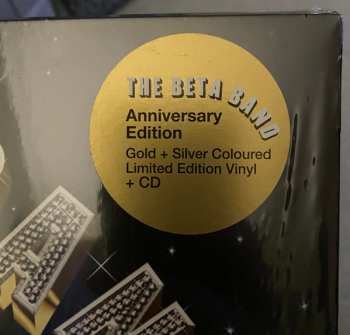 THE BETA BAND
Anniversary
Edition
Gold + Silver Coloured
Limited Edition Vinyl
+ CD